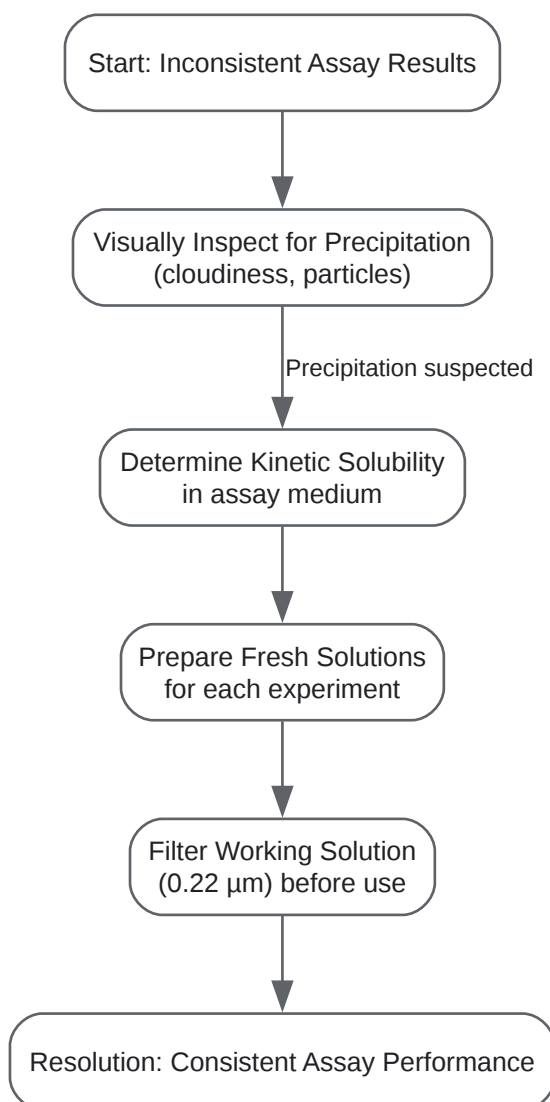 Start: Inconsistent Assay Results
Visually Inspect for Precipitation
(cloudiness, particles)
Precipitation suspected
Determine Kinetic Solubility
in assay medium
Prepare Fresh Solutions
for each experiment
Filter Working Solution
(0.22 µm) before use
Resolution: Consistent Assay Performance